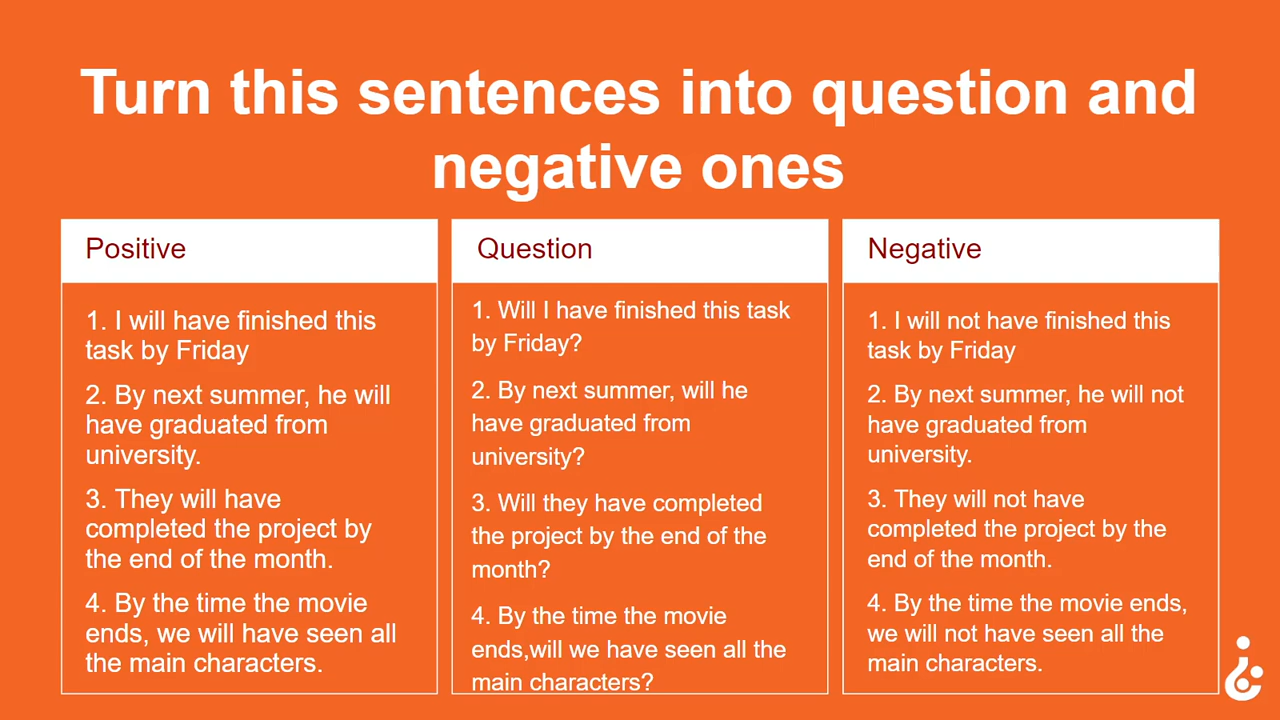 Turn this sentences into question and
negative ones
Positive
1. I will have finished this
task by Friday
2. By next summer, he will
have graduated from
university.
3. They will have
completed the project by
the end of the month.
4. By the time the movie
ends, we will have seen all
the main characters.
Question
1. Will I have finished this task
by Friday?
2. By next summer, will he
have graduated from
university?
3. Will they have completed
the project by the end of the
month?
4. By the time the movie
ends,will we have seen all the
main characters?
Negative
1. I will not have finished this
task by Friday
2. By next summer, he will not
have graduated from
university.
3. They will not have
completed the project by the
end of the month.
4. By the time the movie ends,
we will not have seen all the
main characters.